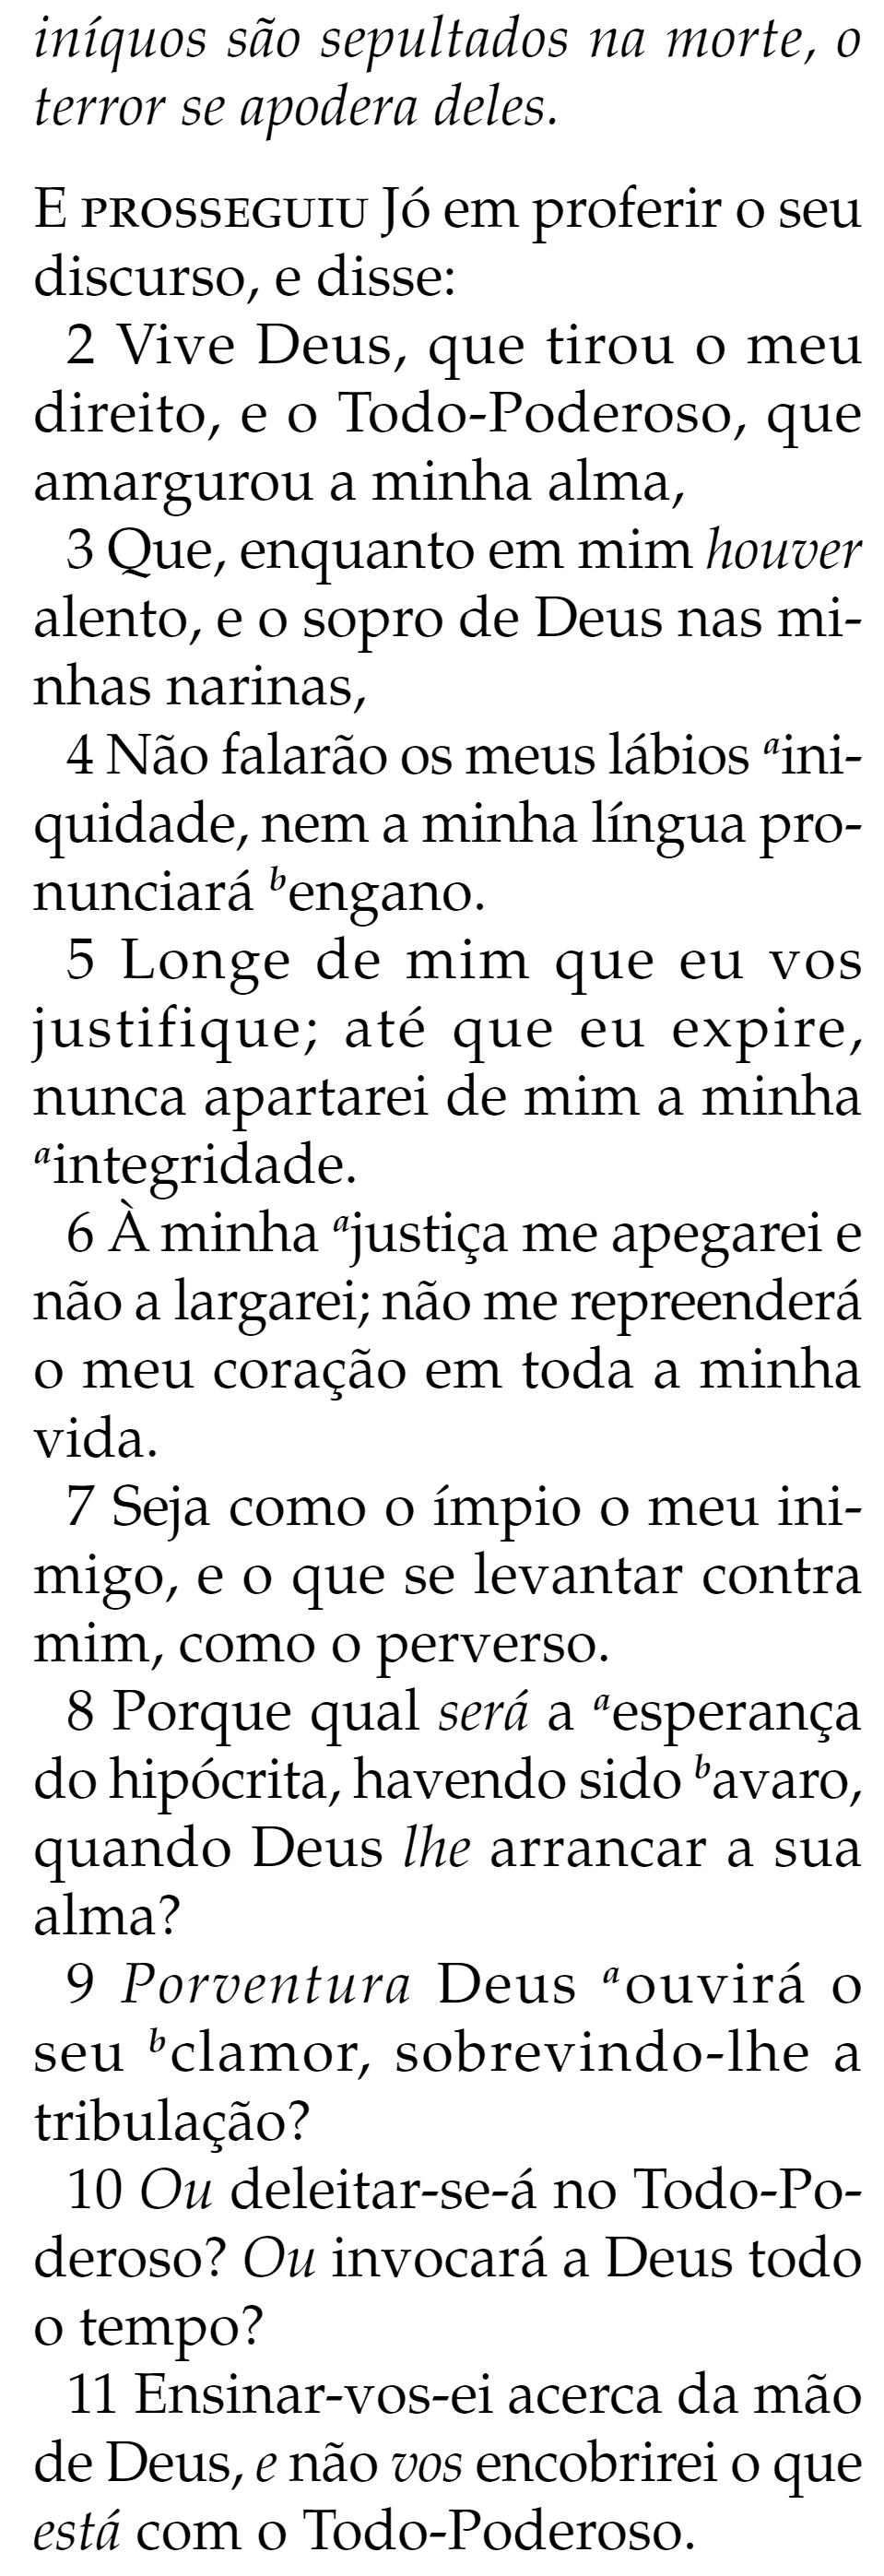 iníquos são sepultados na morte, o
terror se apodera deles.
E PROSSEGUIU Jó em proferir o seu
discurso, e disse:
2 Vive Deus, que tirou o meu
direito, e o Todo-Poderoso, que
amargurou a minha alma,
3 Que, enquanto em mim houver
alento, e o sopro de Deus nas mi-
nhas narinas,
4 Não falarão os meus lábios aini-
quidade, nem a minha língua pro-
nunciará bengano.
5 Longe de mim que eu vos
justifique; até que eu expire,
nunca apartarei de mim a minha
aintegridade.
6 À minha ajustiça me apegarei e
não a largarei; não me repreenderá
o meu coração em toda a minha
vida.
7 Seja como o ímpio o meu ini-
migo, e o que se levantar contra
mim, como o perverso.
8 Porque qual será a aesperança
do hipócrita, havendo sido bavaro,
quando Deus lhe arrancar a sua
alma?
9 Porventura Deus aouvirá o
seu bclamor, sobrevindo-lhe a
tribulação?
10 Ou deleitar-se-á no Todo-Po-
deroso? Ou invocará a Deus todo
o tempo?
11 Ensinar-vos-ei acerca da mão
de Deus, e não vos encobrirei o que
está com o Todo-Poderoso.